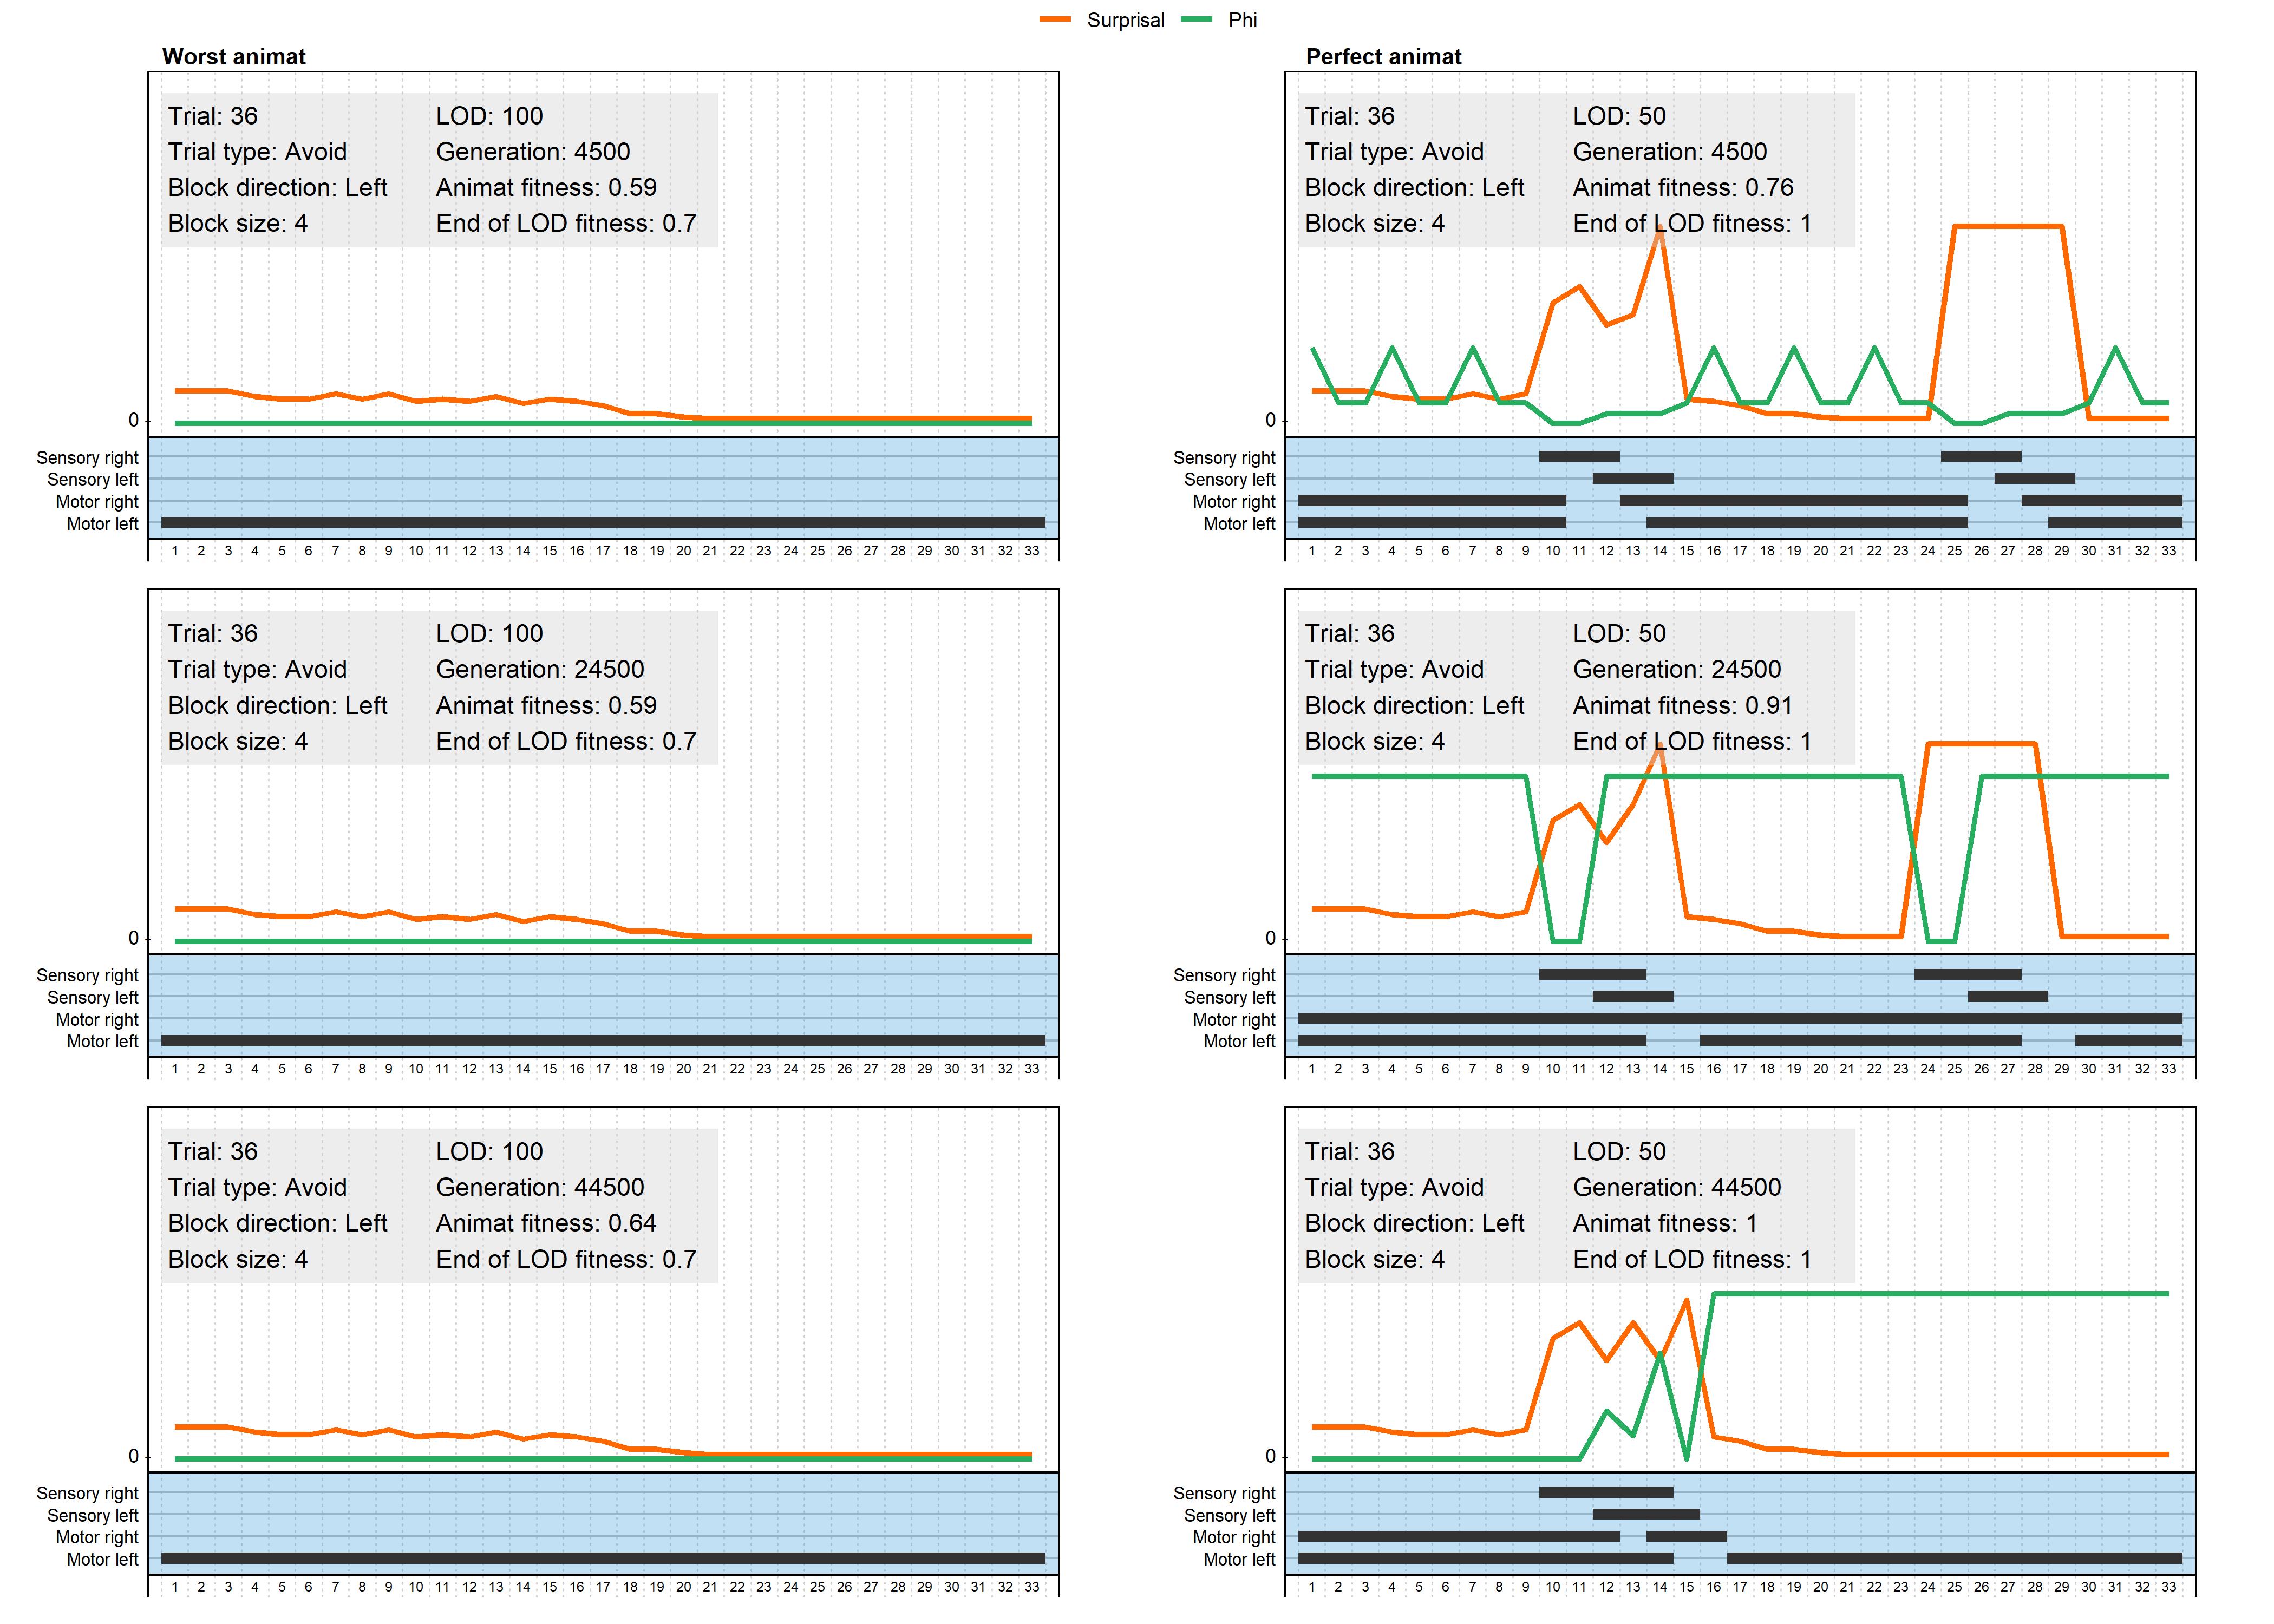 Surprisal Phi
Worst animat
Trial: 36 LOD: 100
Trial type: Avoid Generation: 4500
Block direction: Left Animat fitness: 0.59
Block size: 4 End of LOD fitness: 0.7
0
Sensory right
Sensory left
Motor right
Motor left
1 2 3 4 5 6 7 8 9 10 11 12 13 14 15 16 17 18 19 20 21 22 23 24 25 26 27 28 29 30 31 32 33
Perfect animat
Trial: 36 LOD: 50
Trial type: Avoid Generation: 4500
Block direction: Left Animat fitness: 0.76
Block size: 4 End of LOD fitness: 1
0
Sensory right
Sensory left
Motor right
Motor left
1 2 3 4 5 6 7 8 9 10 11 12 13 14 15 16 17 18 19 20 21 22 23 24 25 26 27 28 29 30 31 32 33
Trial: 36 LOD: 100
Trial type: Avoid Generation: 24500
Block direction: Left Animat fitness: 0.59
Block size: 4 End of LOD fitness: 0.7
0
Sensory right
Sensory left
Motor right
Motor left
1 2 3 4 5 6 7 8 9 10 11 12 13 14 15 16 17 18 19 20 21 22 23 24 25 26 27 28 29 30 31 32 33
Trial: 36 LOD: 50
Trial type: Avoid Generation: 24500
Block direction: Left Animat fitness: 0.91
Block size: 4 End of LOD fitness: 1
0
Sensory right
Sensory left
Motor right
Motor left
1 2 3 4 5 6 7 8 9 10 11 12 13 14 15 16 17 18 19 20 21 22 23 24 25 26 27 28 29 30 31 32 33
Trial: 36 LOD: 100
Trial type: Avoid Generation: 44500
Block direction: Left Animat fitness: 0.64
Block size: 4 End of LOD fitness: 0.7
0
Sensory right
Sensory left
Motor right
Motor left
1 2 3 4 5 6 7 8 9 10 11 12 13 14 15 16 17 18 19 20 21 22 23 24 25 26 27 28 29 30 31 32 33
Trial: 36 LOD: 50
Trial type: Avoid Generation: 44500
Block direction: Left Animat fitness: 1
Block size: 4 End of LOD fitness: 1
0
Sensory right
Sensory left
Motor right
Motor left
1 2 3 4 5 6 7 8 9 10 11 12 13 14 15 16 17 18 19 20 21 22 23 24 25 26 27 28 29 30 31 32 33